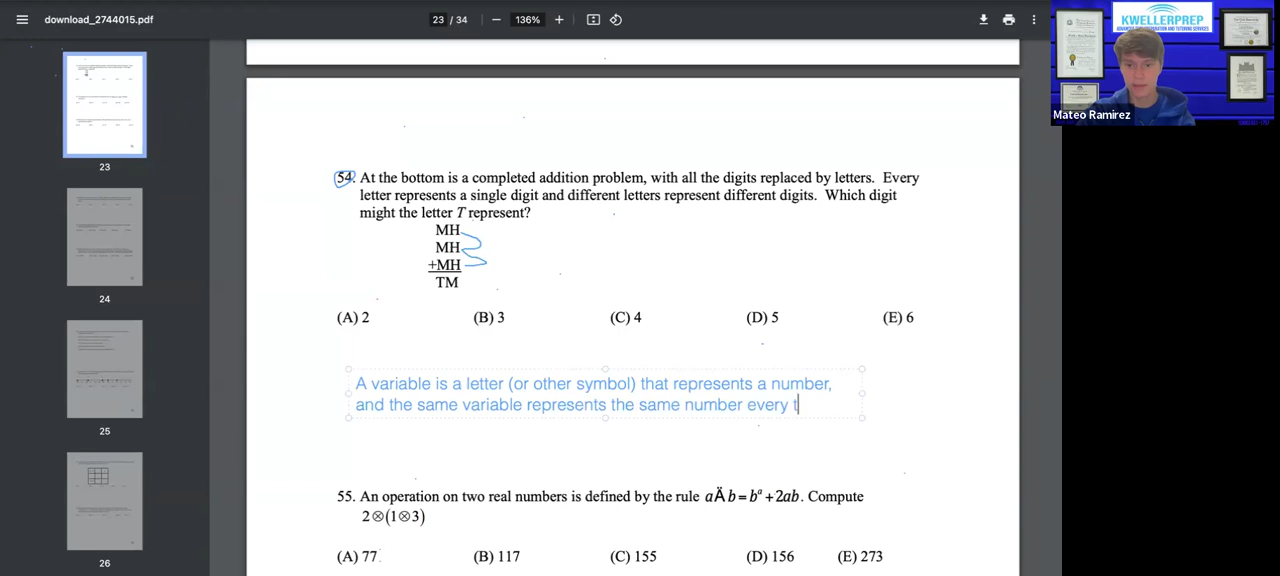 download_2744015.pdf
23 / 34
136%
KWELLERPREP
Mateo Ramirez
23
24
25
26
54. At the bottom is a completed addition problem, with all the digits replaced by letters. Every
letter represents a single digit and different letters represent different digits. Which digit
might the letter T represent?
MH
MH
+MH
TM
(A) 2 (B) 3 (C) 4 (D) 5 (E) 6
A variable is a letter (or other symbol) that represents a number,
and the same variable represents the same number every t
55. An operation on two real numbers is defined by the rule aÄb=bᵃ+2ab. Compute
2⊗(1⊗3)
(A) 77 (B) 117 (C) 155 (D) 156 (E) 273